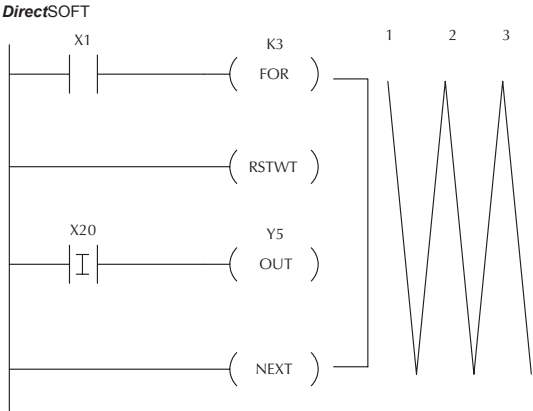 DirectSOFT
X1
K3
FOR
1 2 3
RSTWT
X20
Y5
OUT
NEXT